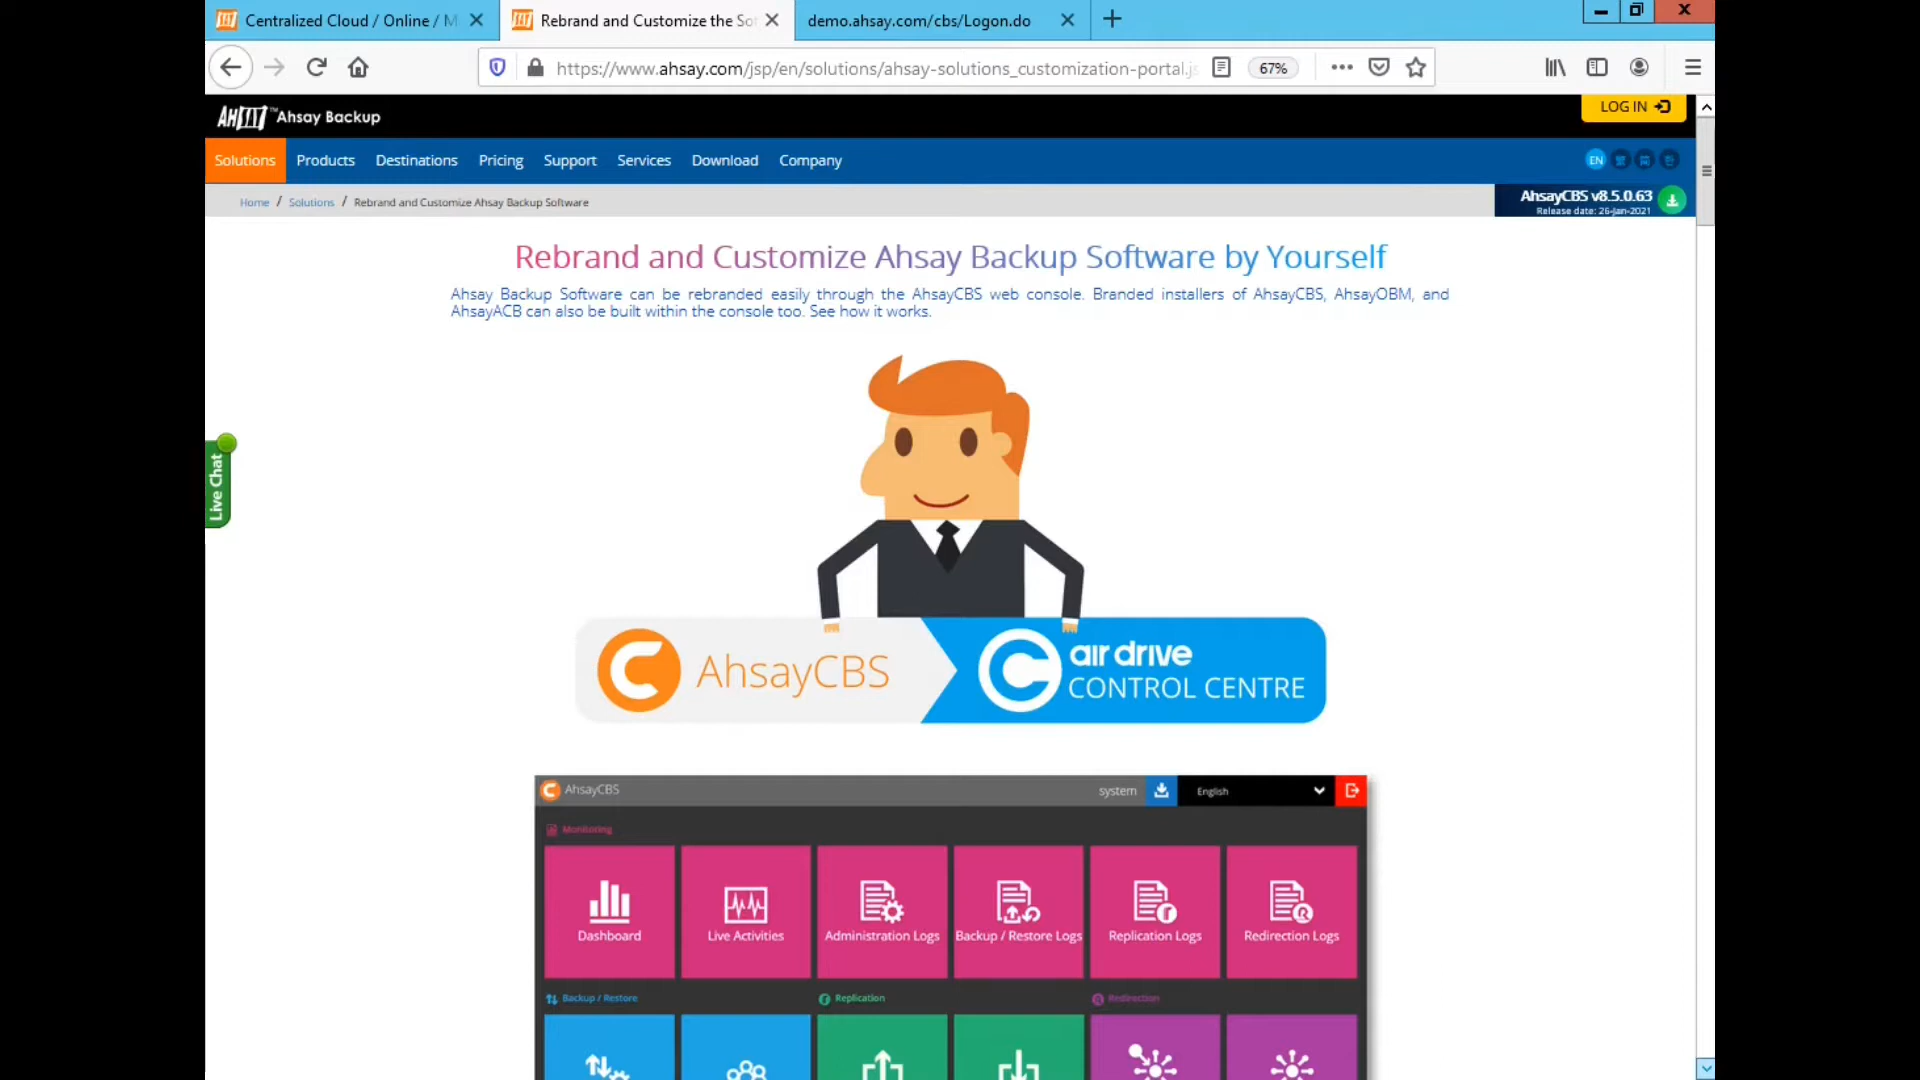 Centralized Cloud / Online / M
Rebrand and Customize the So
demo.ahsay.com/cbs/Logon.do
https://www.ahsay.com/jsp/en/solutions/ahsay-solutions_customization-portal.js
67%
AH
™Ahsay Backup
LOG IN
Solutions Products Destinations Pricing Support Services Download Company
EN
Home / Solutions / Rebrand and Customize Ahsay Backup Software
AhsayCBS v8.5.0.63
Release date: 26-Jan-2021
Rebrand and Customize Ahsay Backup Software by Yourself
Ahsay Backup Software can be rebranded easily through the AhsayCBS web console. Branded installers of AhsayCBS, AhsayOBM, and
AhsayACB can also be built within the console too. See how it works.
Live Chat
AhsayCBS
air drive
CONTROL CENTRE
AhsayCBS
system
English
Monitoring
Dashboard
Live Activities
Administration Logs
Backup / Restore Logs
Replication Logs
Redirection Logs
Backup / Restore
Replication
Redirection